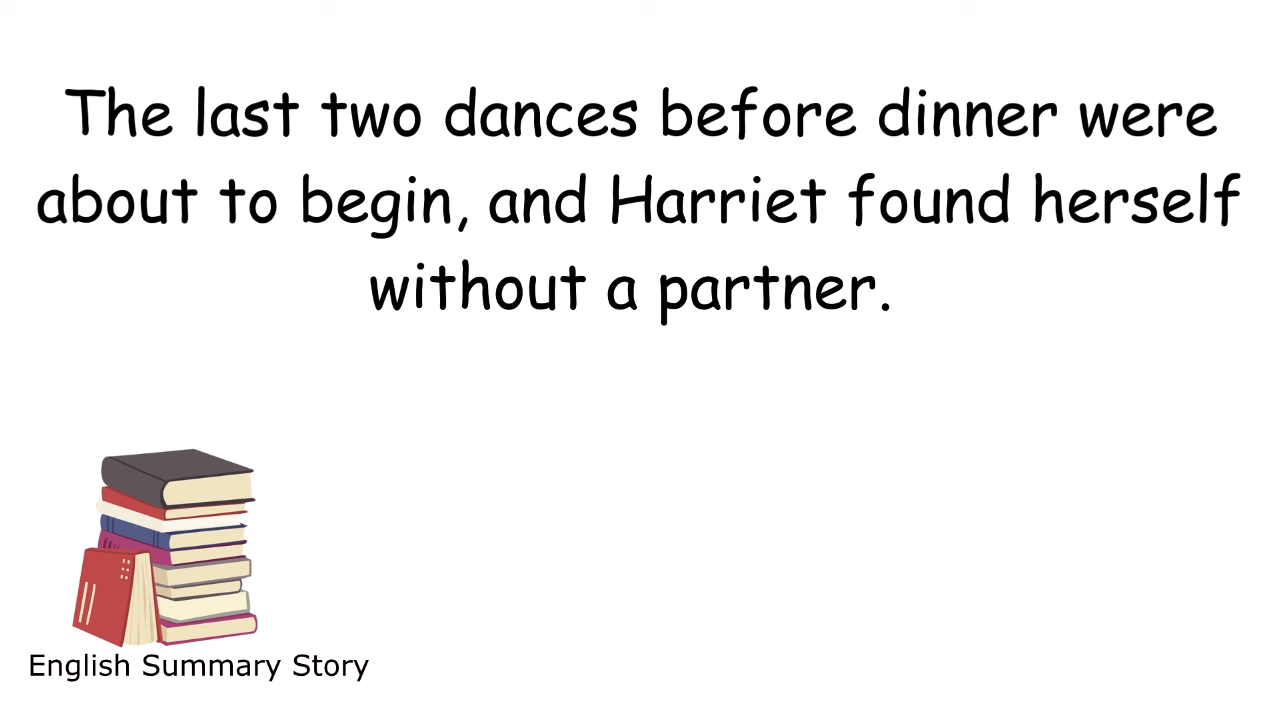 The last two dances before dinner were
about to begin, and Harriet found herself
without a partner.
English Summary Story